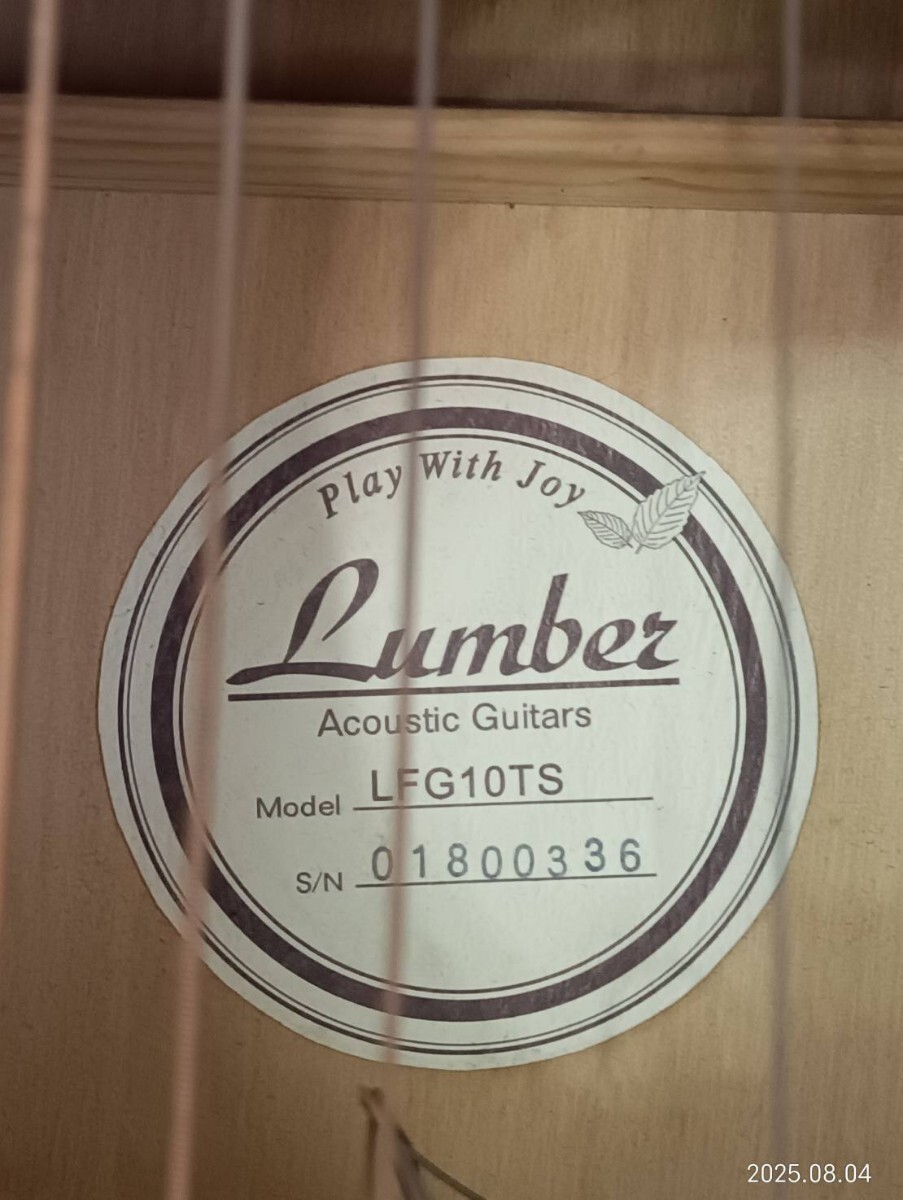 Play With Joy
Lumber
Acoustic Guitars
Model LFG10TS
S/N 01800336
2025.08.04